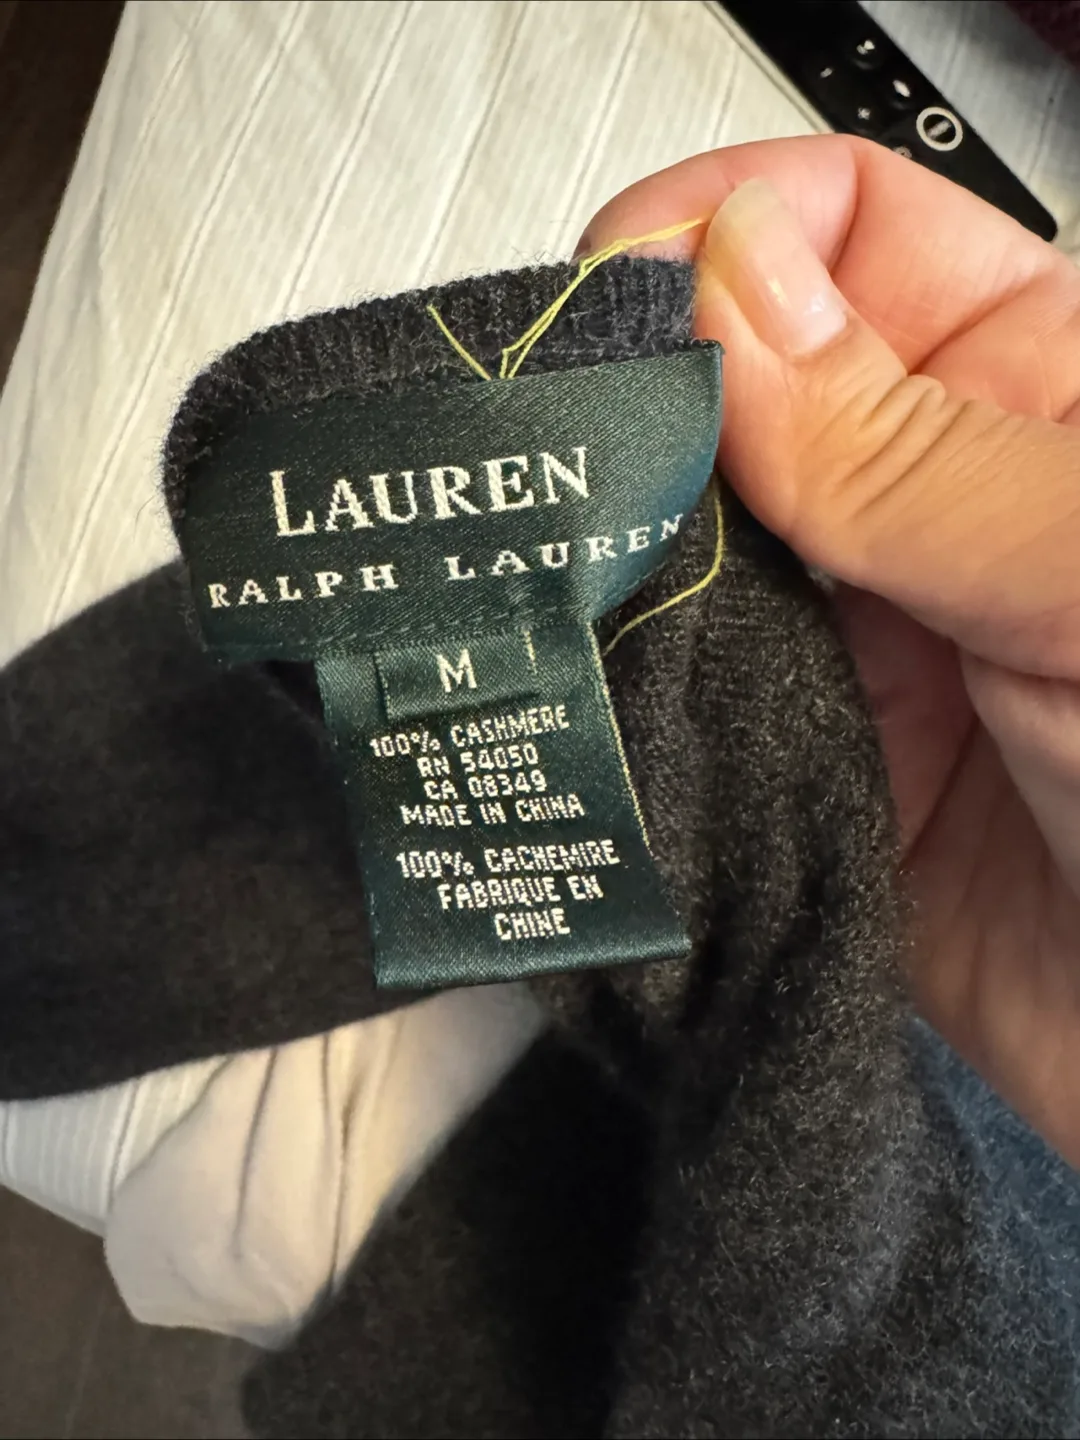 LAUREN
RALPH LAUREN
M
100% CASHMERE
RN 54050
CA 08349
MADE IN CHINA
100% CACHEMIRE
FABRIQUE EN
CHINE